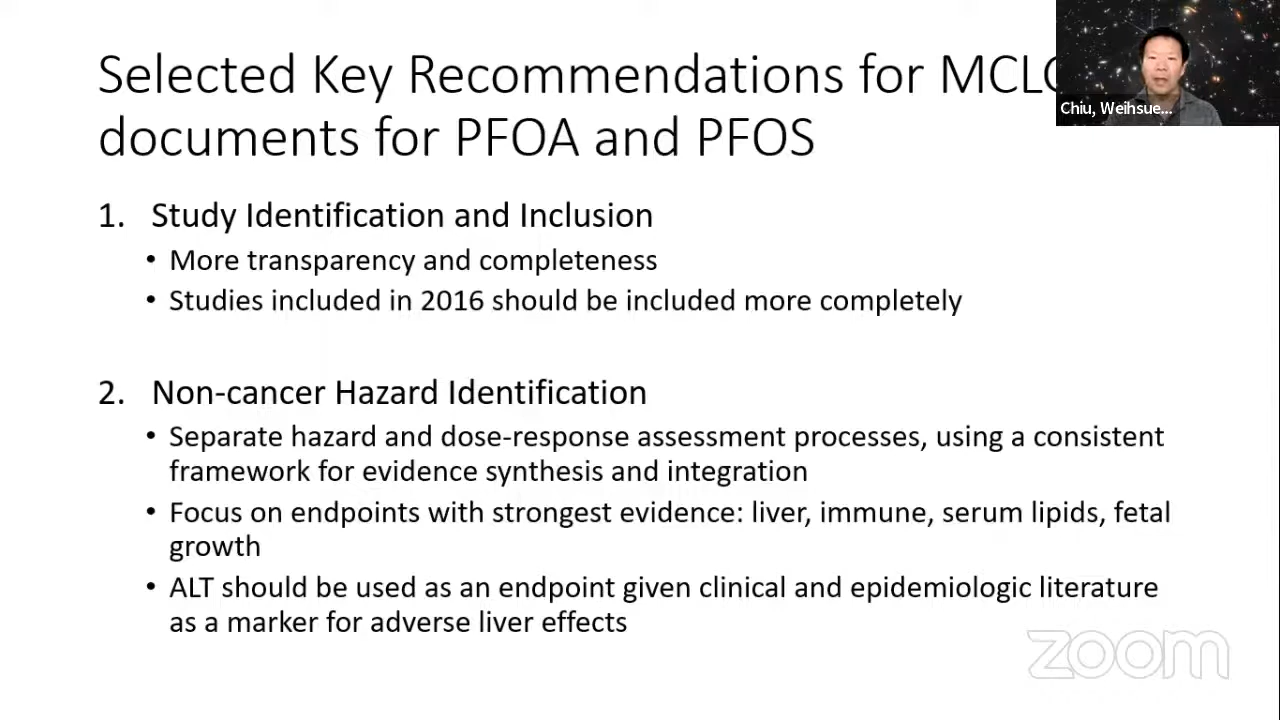 Selected Key Recommendations for MCLG
documents for PFOA and PFOS
Chiu, Weihsue...
1. Study Identification and Inclusion
• More transparency and completeness
• Studies included in 2016 should be included more completely
2. Non-cancer Hazard Identification
• Separate hazard and dose-response assessment processes, using a consistent
framework for evidence synthesis and integration
• Focus on endpoints with strongest evidence: liver, immune, serum lipids, fetal
growth
• ALT should be used as an endpoint given clinical and epidemiologic literature
as a marker for adverse liver effects
zoom